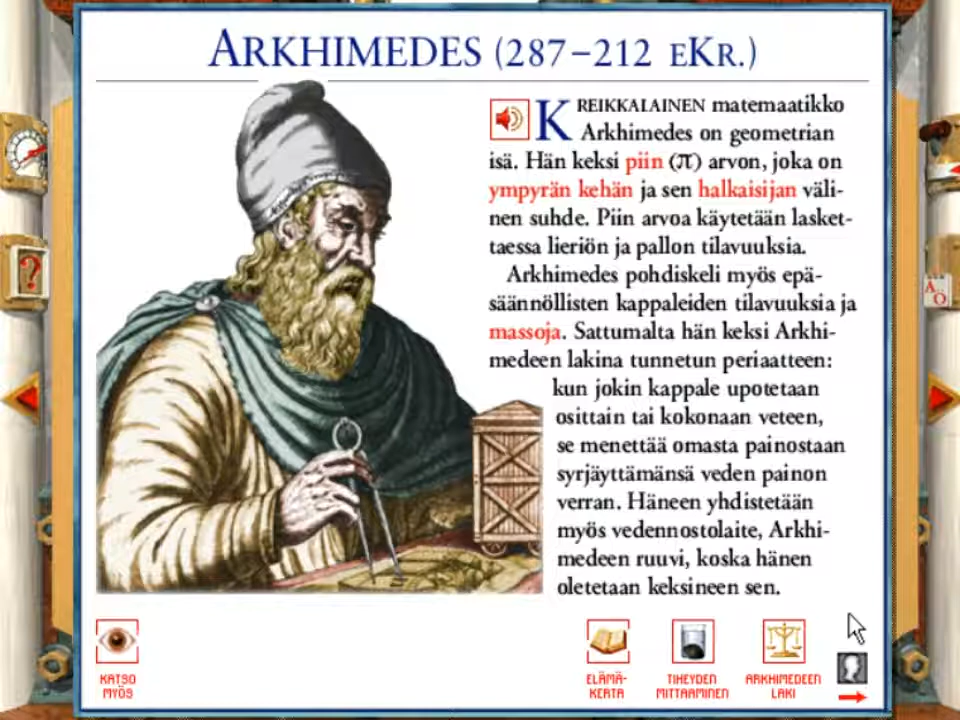 ARKHIMEDES (287–212 EKR.)
KREIKKALAINEN matemaatikko
Arkhimedes on geometrian
isä. Hän keksi piin (π) arvon, joka on
ympyrän kehän ja sen halkaisijan väli-
nen suhde. Piin arvoa käytetään lasket-
taessa lieriön ja pallon tilavuuksia.
Arkhimedes pohdiskeli myös epä-
säännöllisten kappaleiden tilavuuksia ja
massoja. Sattumalta hän keksi Arkhi-
medeen lakina tunnetun periaatteen:
kun jokin kappale upotetaan
osittain tai kokonaan veteen,
se menettää omasta painostaan
syrjäyttämänsä veden painon
verran. Häneen yhdistetään
myös vedennostolaite, Arkhi-
medeen ruuvi, koska hänen
oletetaan keksineen sen.
KATSO
MYÖS
ELÄMÄ-
KERTA
TIHEYDEN
MITTAAMINEN
ARKHIMEDEEN
LAKI
?
A
Ö